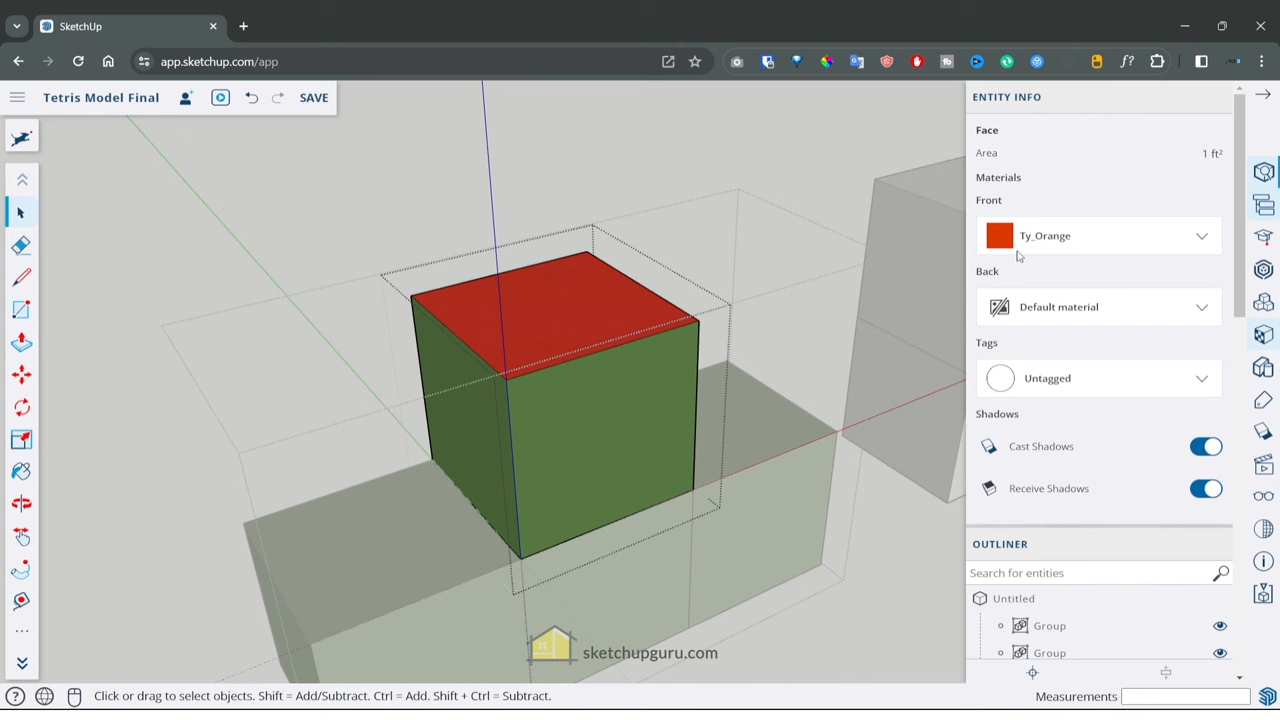 SketchUp
app.sketchup.com/app
Tetris Model Final
SAVE
ENTITY INFO
Face
Area 1 ft²
Materials
Front
Ty_Orange
Back
Default material
Tags
Untagged
Shadows
Cast Shadows
Receive Shadows
OUTLINER
Search for entities
Untitled
Group
Group
sketchupguru.com
Click or drag to select objects. Shift = Add/Subtract. Ctrl = Add. Shift + Ctrl = Subtract.
Measurements